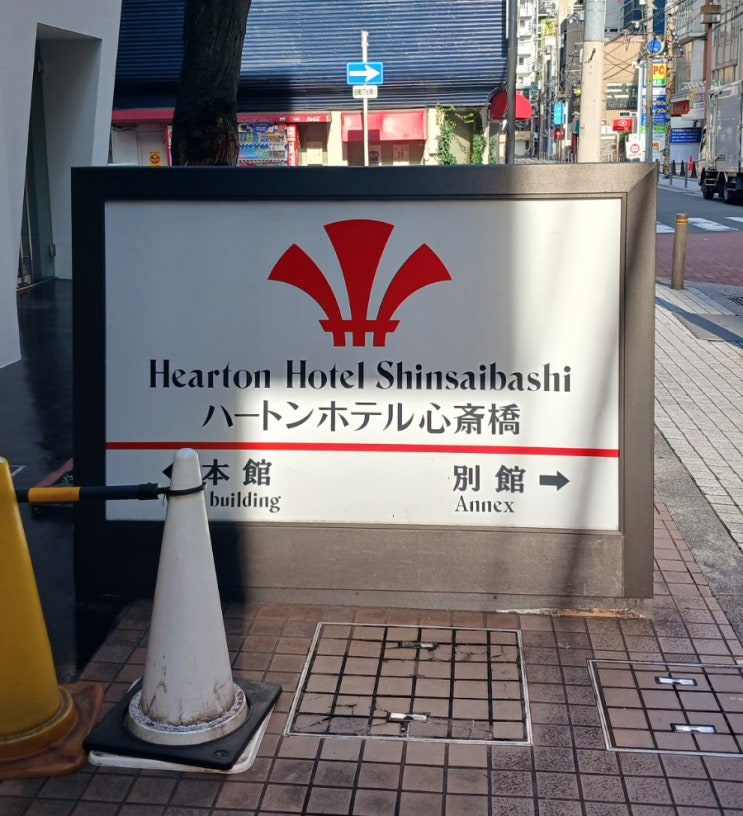 Hearton Hotel Shinsaibashi
ハートンホテル心斎橋
本館
別館
building
Annex